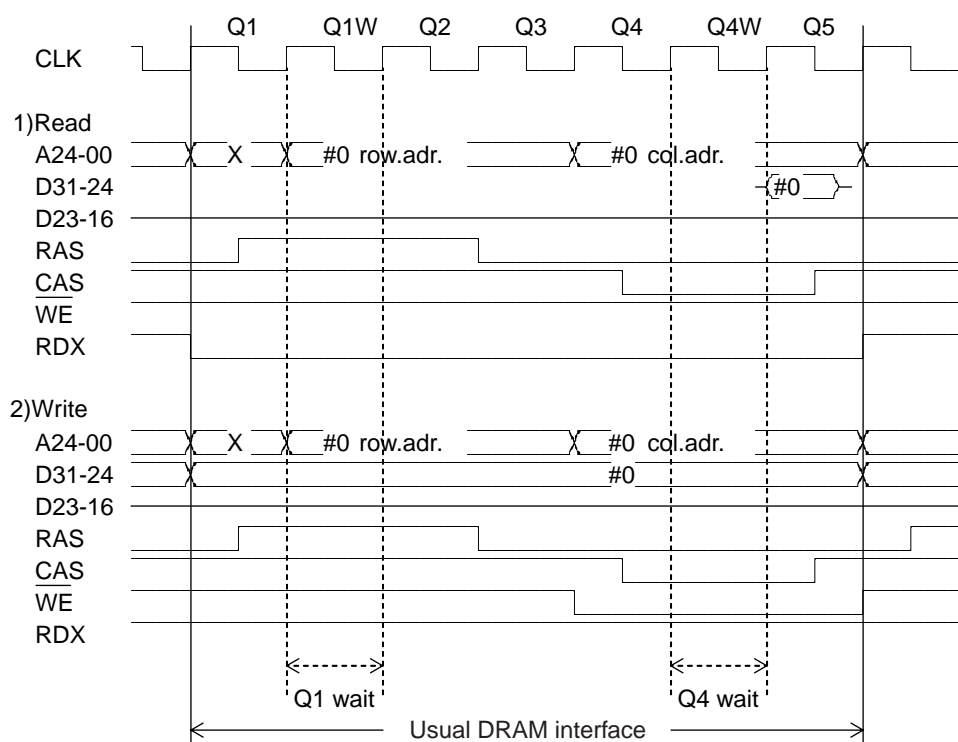 Q1 Q1W Q2 Q3 Q4 Q4W Q5
CLK
1)Read
A24-00 X #0 row.adr. #0 col.adr.
D31-24 #0
D23-16
RAS
CAS
WE
RDX
2)Write
A24-00 X #0 row.adr. #0 col.adr.
D31-24 #0
D23-16
RAS
CAS
WE
RDX
Q1 wait Q4 wait
Usual DRAM interface